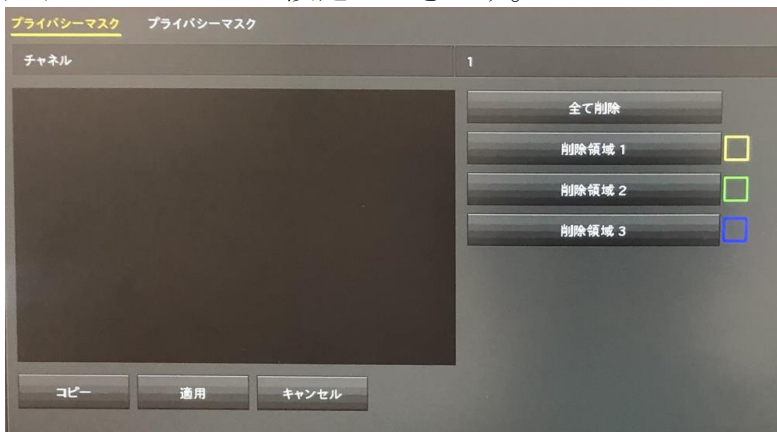 プライバシーマスク プライバシーマスク
チャネル 1
全て削除
削除領域 1
削除領域 2
削除領域 3
コピー 適用 キャンセル